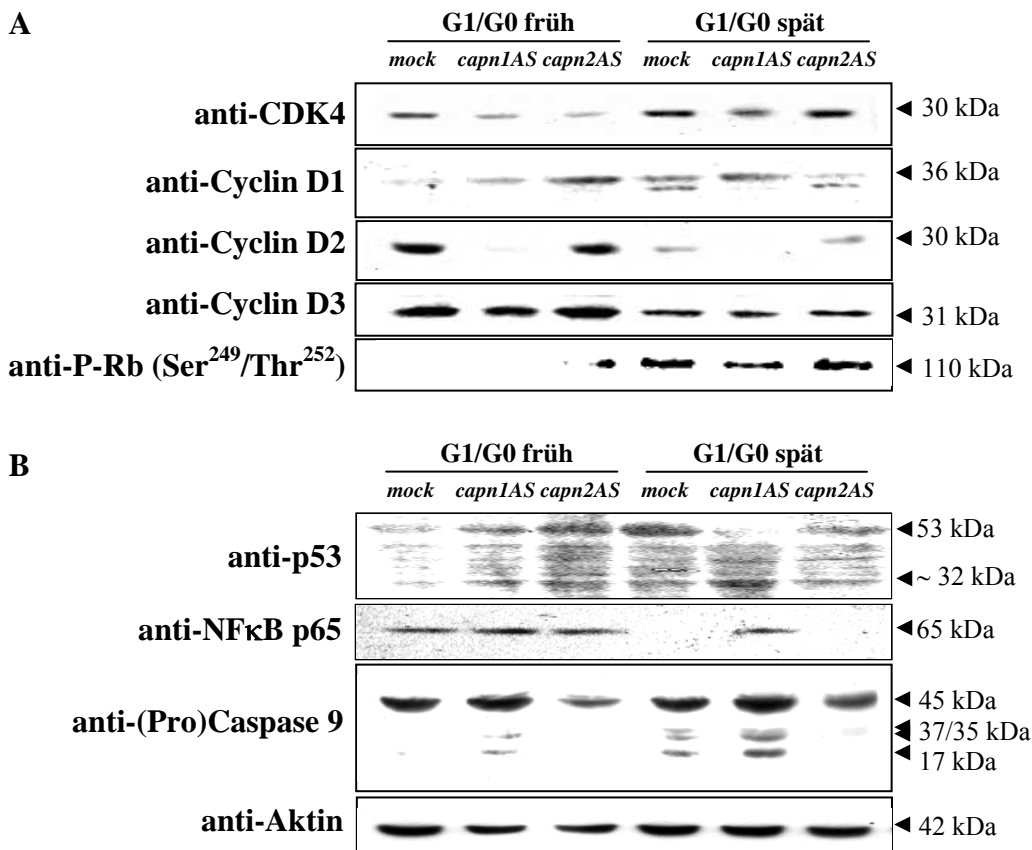 A
G1/G0 früh G1/G0 spät
mock capn1AS capn2AS mock capn1AS capn2AS
anti-CDK4 30 kDa
anti-Cyclin D1 36 kDa
anti-Cyclin D2 30 kDa
anti-Cyclin D3 31 kDa
anti-P-Rb (Ser²⁴⁹/Thr²⁵²) 110 kDa
B
G1/G0 früh G1/G0 spät
mock capn1AS capn2AS mock capn1AS capn2AS
anti-p53 53 kDa
~ 32 kDa
anti-NFκB p65 65 kDa
anti-(Pro)Caspase 9 45 kDa
37/35 kDa
17 kDa
anti-Aktin 42 kDa